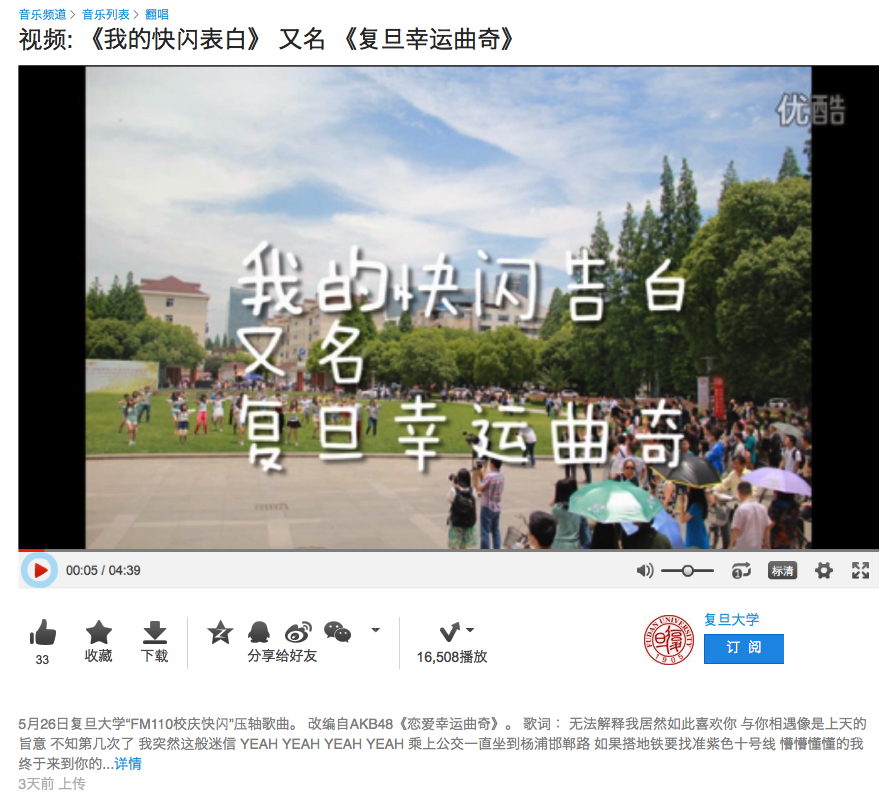 音乐频道 > 音乐列表 > 翻唱
视频: 《我的快闪表白》 又名 《复旦幸运曲奇》
优酷
我的快闪告白
又名
复旦幸运曲奇
00:05 / 04:39
标清
33
收藏
下载
分享给好友
16,508播放
FUDAN UNIVERSITY
1905
复旦大学
订 阅
5月26日复旦大学“FM110校庆快闪”压轴歌曲。 改编自AKB48《恋爱幸运曲奇》。 歌词： 无法解释我居然如此喜欢你 与你相遇像是上天的
旨意 不知第几次了 我突然这般迷信 YEAH YEAH YEAH YEAH 乘上公交一直坐到杨浦邯郸路 如果搭地铁要找准紫色十号线 懵懵懂懂的我
终于来到你的...详情
3天前 上传